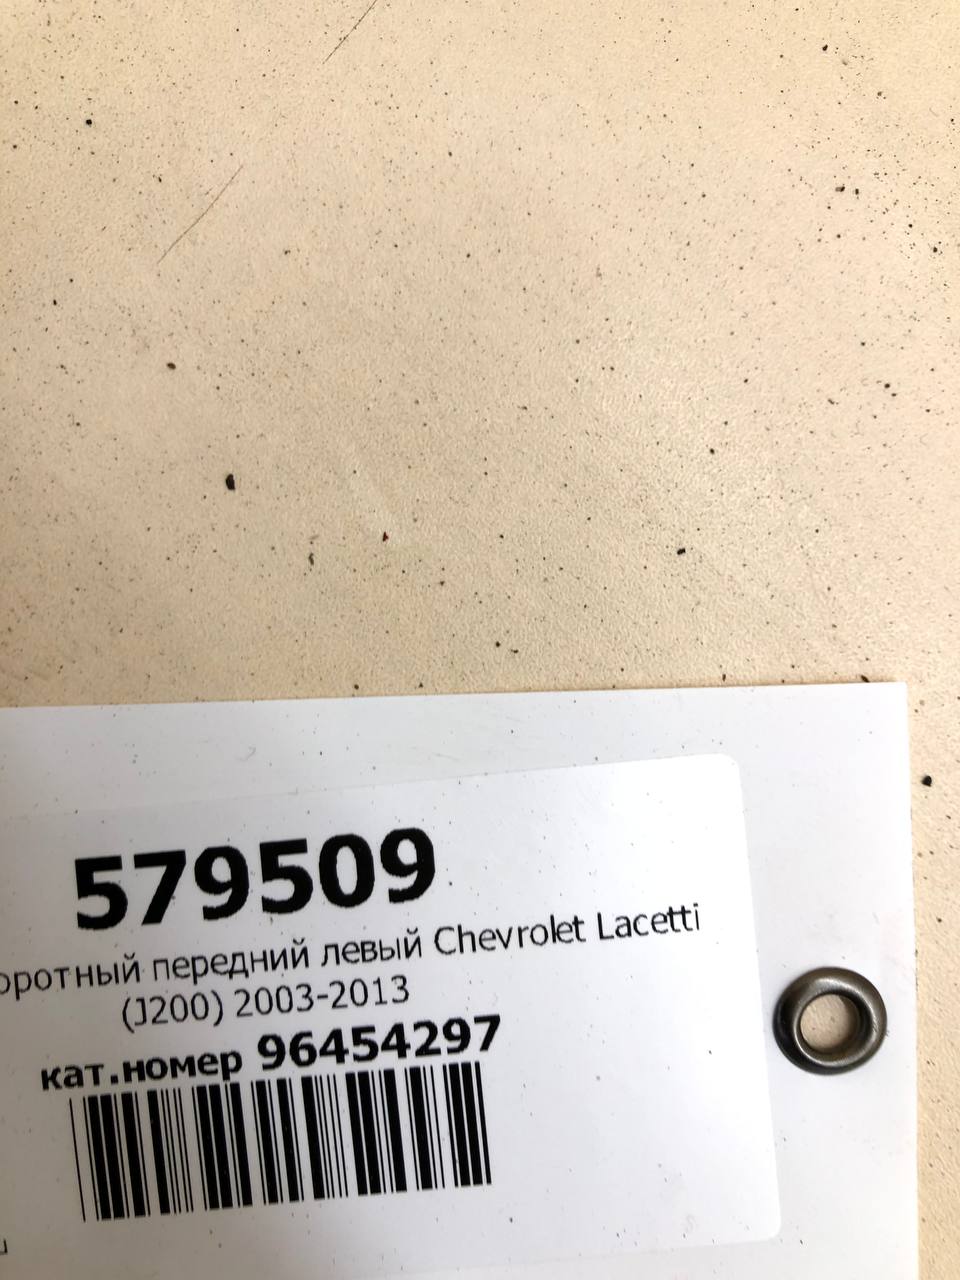 579509
оротный передний левый Chevrolet Lacetti
(J200) 2003-2013
кат.номер 96454297